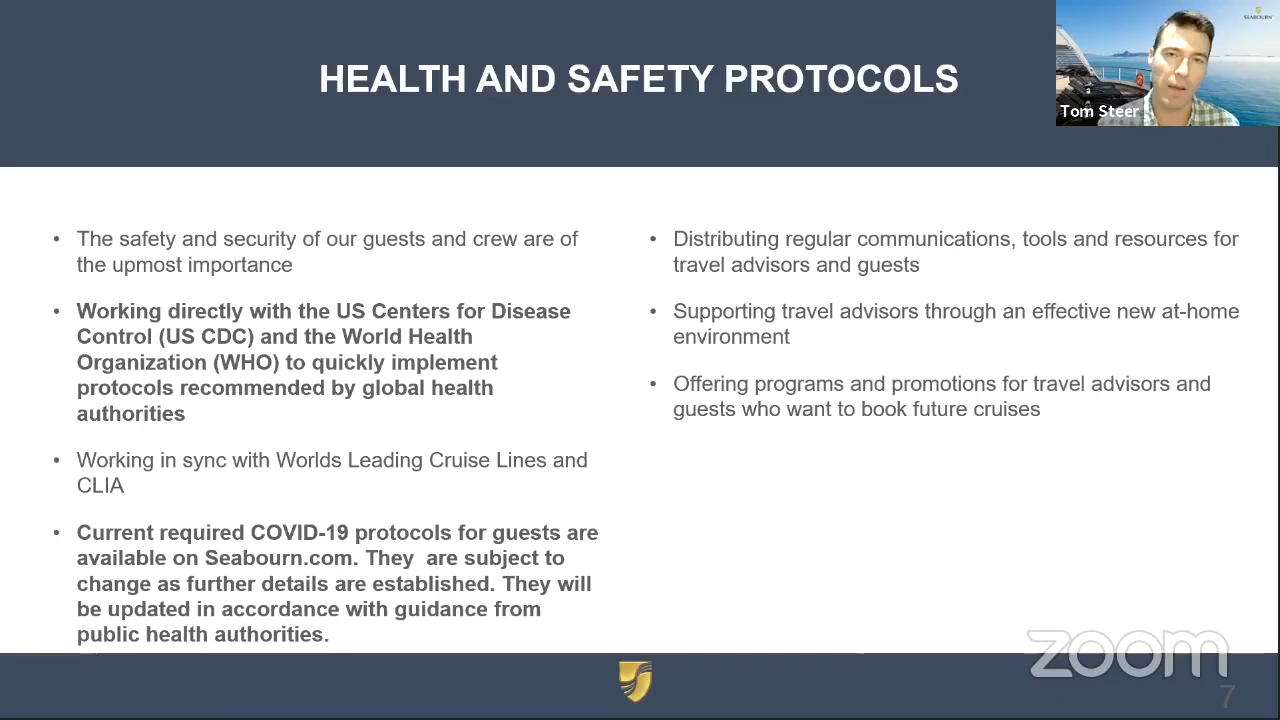 HEALTH AND SAFETY PROTOCOLS
SEABOURN
Tom Steer
• The safety and security of our guests and crew are of
the upmost importance
• Working directly with the US Centers for Disease
Control (US CDC) and the World Health
Organization (WHO) to quickly implement
protocols recommended by global health
authorities
• Working in sync with Worlds Leading Cruise Lines and
CLIA
• Current required COVID-19 protocols for guests are
available on Seabourn.com. They  are subject to
change as further details are established. They will
be updated in accordance with guidance from
public health authorities.
• Distributing regular communications, tools and resources for
travel advisors and guests
• Supporting travel advisors through an effective new at-home
environment
• Offering programs and promotions for travel advisors and
guests who want to book future cruises
zoom
7